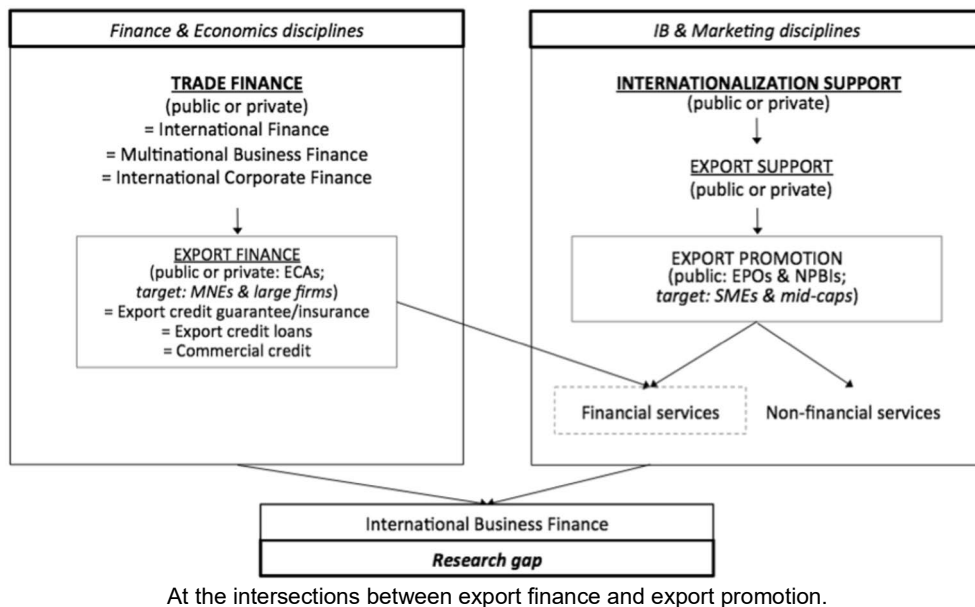 Finance & Economics disciplines
TRADE FINANCE
(public or private)
= International Finance
= Multinational Business Finance
= International Corporate Finance
EXPORT FINANCE
(public or private: ECAs;
target: MNEs & large firms)
= Export credit guarantee/insurance
= Export credit loans
= Commercial credit
IB & Marketing disciplines
INTERNATIONALIZATION SUPPORT
(public or private)
EXPORT SUPPORT
(public or private)
EXPORT PROMOTION
(public: EPOs & NPBIs;
target: SMEs & mid-caps)
Financial services
Non-financial services
International Business Finance
Research gap
At the intersections between export finance and export promotion.